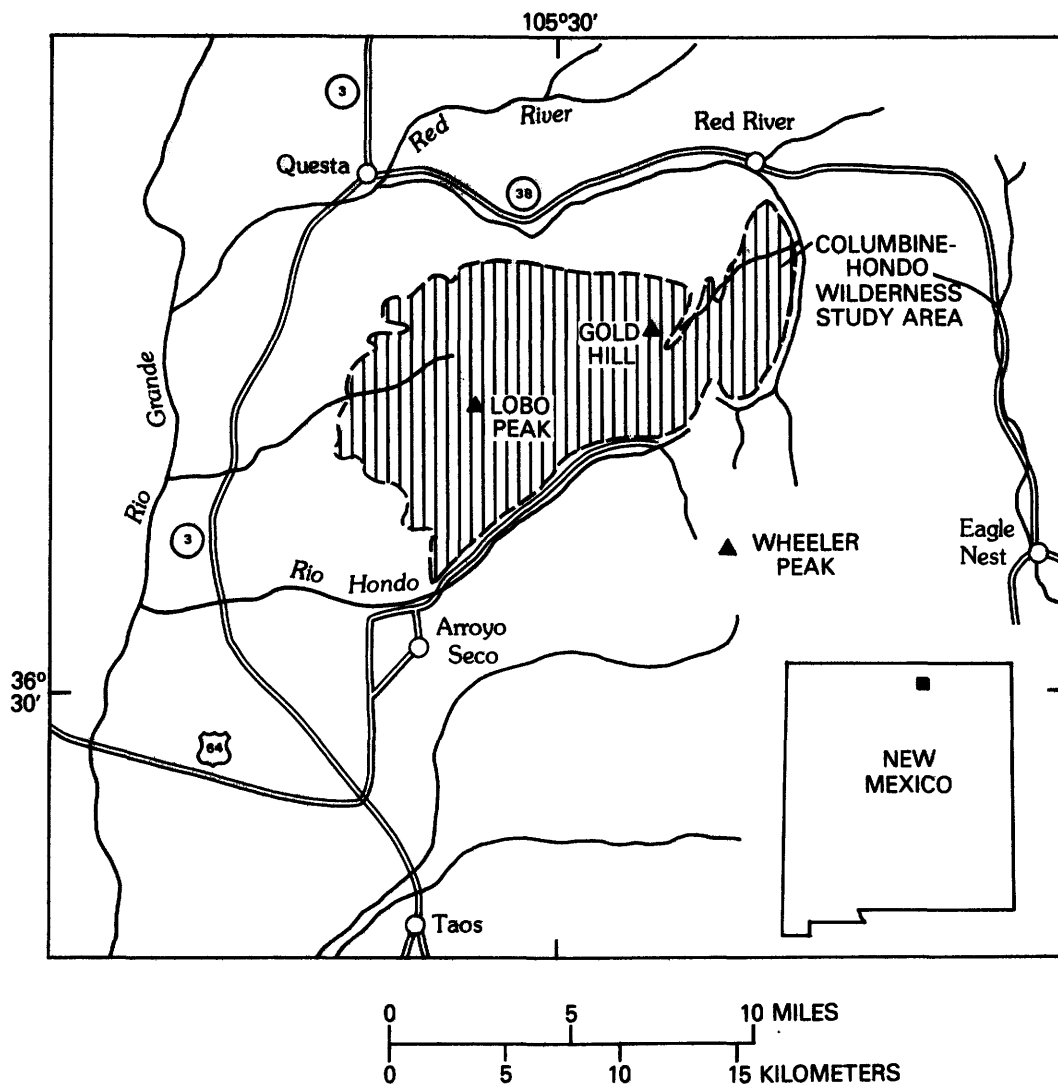 105°30'
3
Red River
Questa
Red River
38
COLUMBINE-
HONDO
WILDERNESS
STUDY AREA
GOLD
HILL
Grande
LOBO
PEAK
Rio
3
WHEELER
PEAK
Eagle
Nest
Rio Hondo
Arroyo
Seco
36°
30'
64
NEW
MEXICO
Taos
0 5 10 MILES
0 5 10 15 KILOMETERS